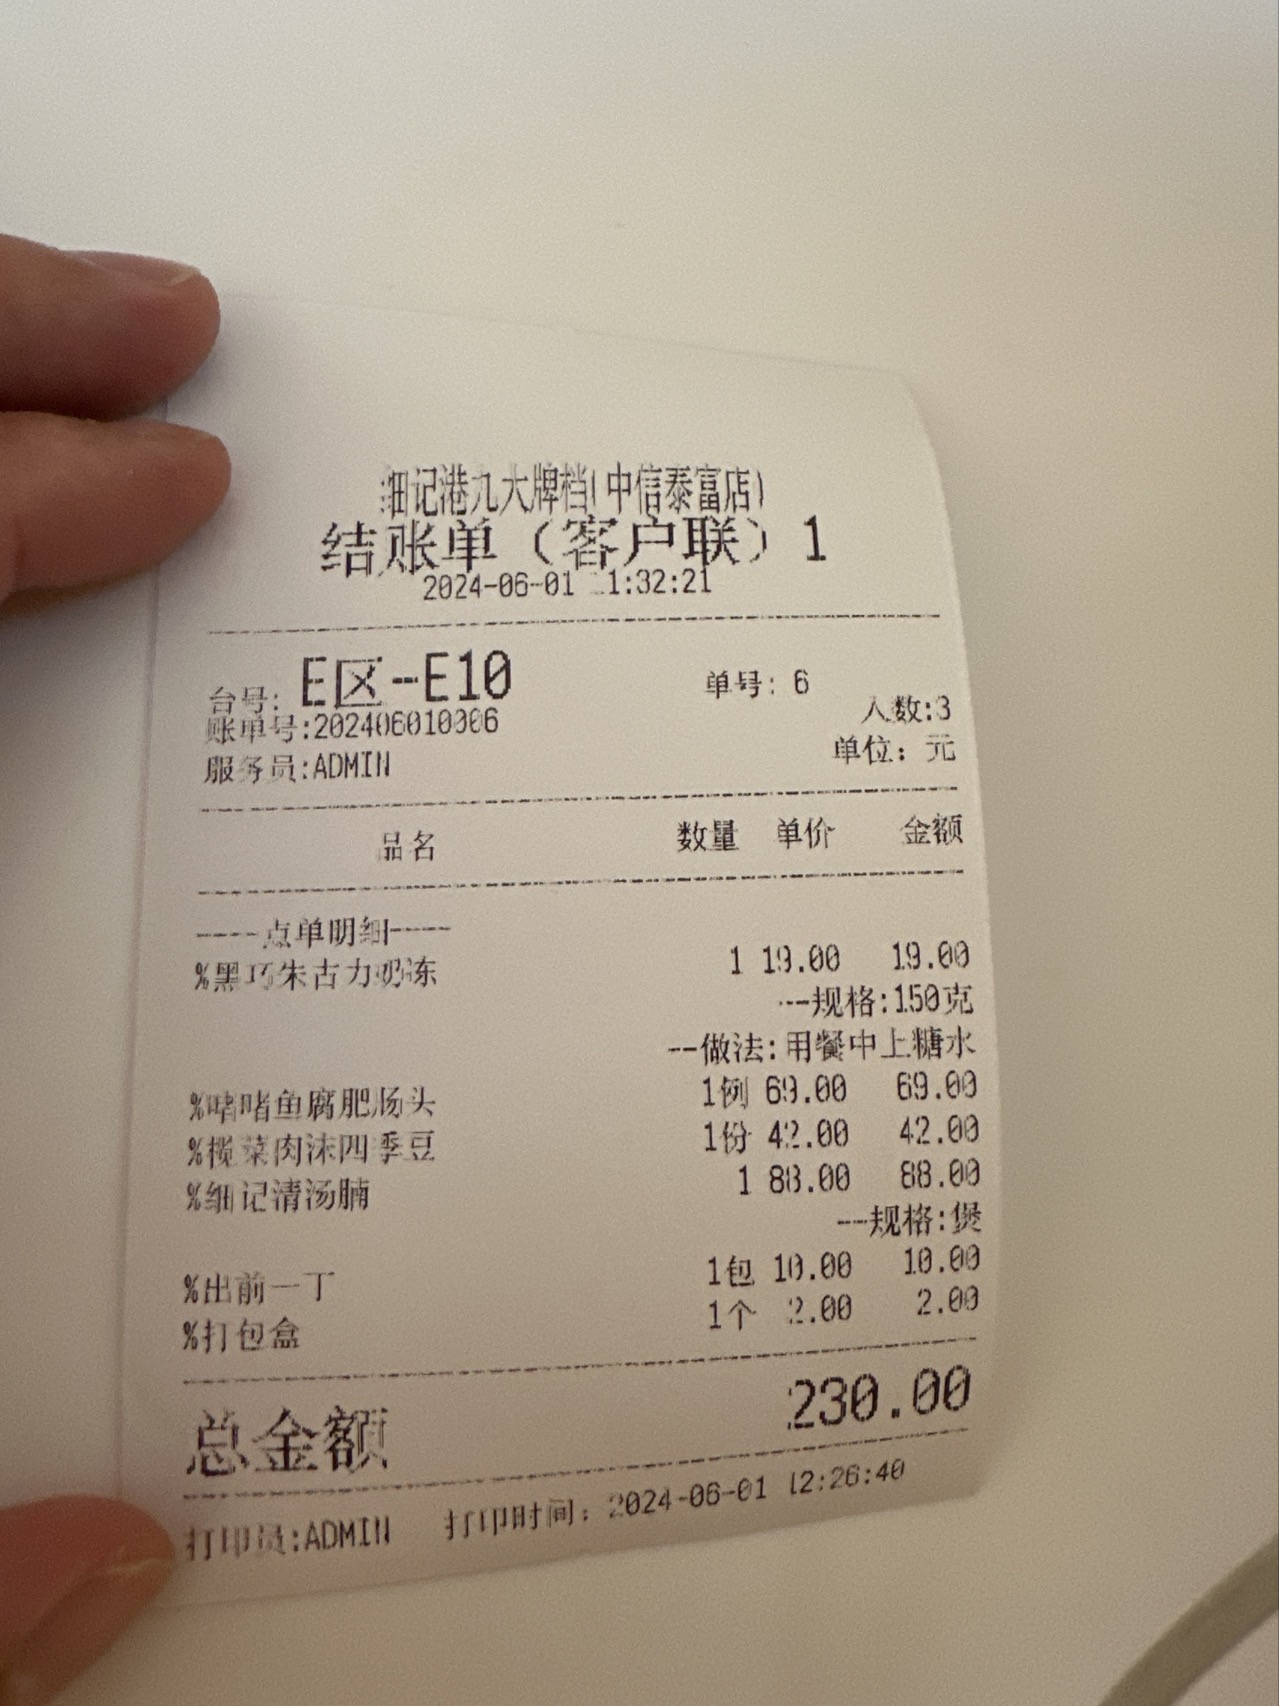 细记港九大牌档(中信泰富店)
结账单（客户联）1
2024-06-01 11:32:21
台号: E区-E10 单号: 6
账单号:202406010006 人数:3
服务员:ADMIN 单位: 元
品名 数量 单价 金额
----点单明细----
%黑巧朱古力奶冻 1 19.00 19.00
---规格:150克
--做法:用餐中上糖水
%啫啫鱼腐肥肠头 1例 69.00 69.00
%榄菜肉沫四季豆 1份 42.00 42.00
%细记清汤腩 1 88.00 88.00
---规格:煲
%出前一丁 1包 10.00 10.00
%打包盒 1个 2.00 2.00
总金额 230.00
打印员:ADMIN 打印时间: 2024-06-01 12:26:40